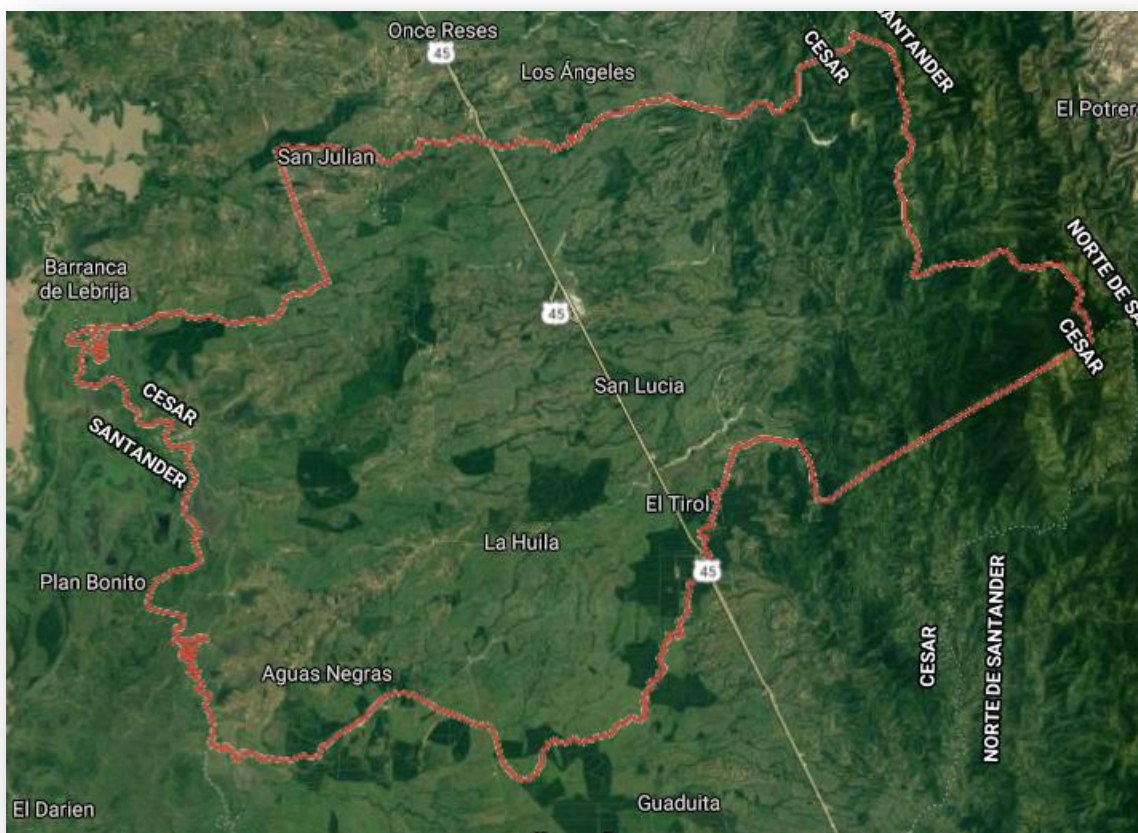 Once Reses
45
Los Ángeles
CESAR
SANTANDER
El Potrer
San Julian
NORTE DE SA
Barranca
de Lebrija
45
CESAR
San Lucia
CESAR
SANTANDER
El Tirol
La Huila
45
Plan Bonito
CESAR
NORTE DE SANTANDER
Aguas Negras
El Darien
Guaduita